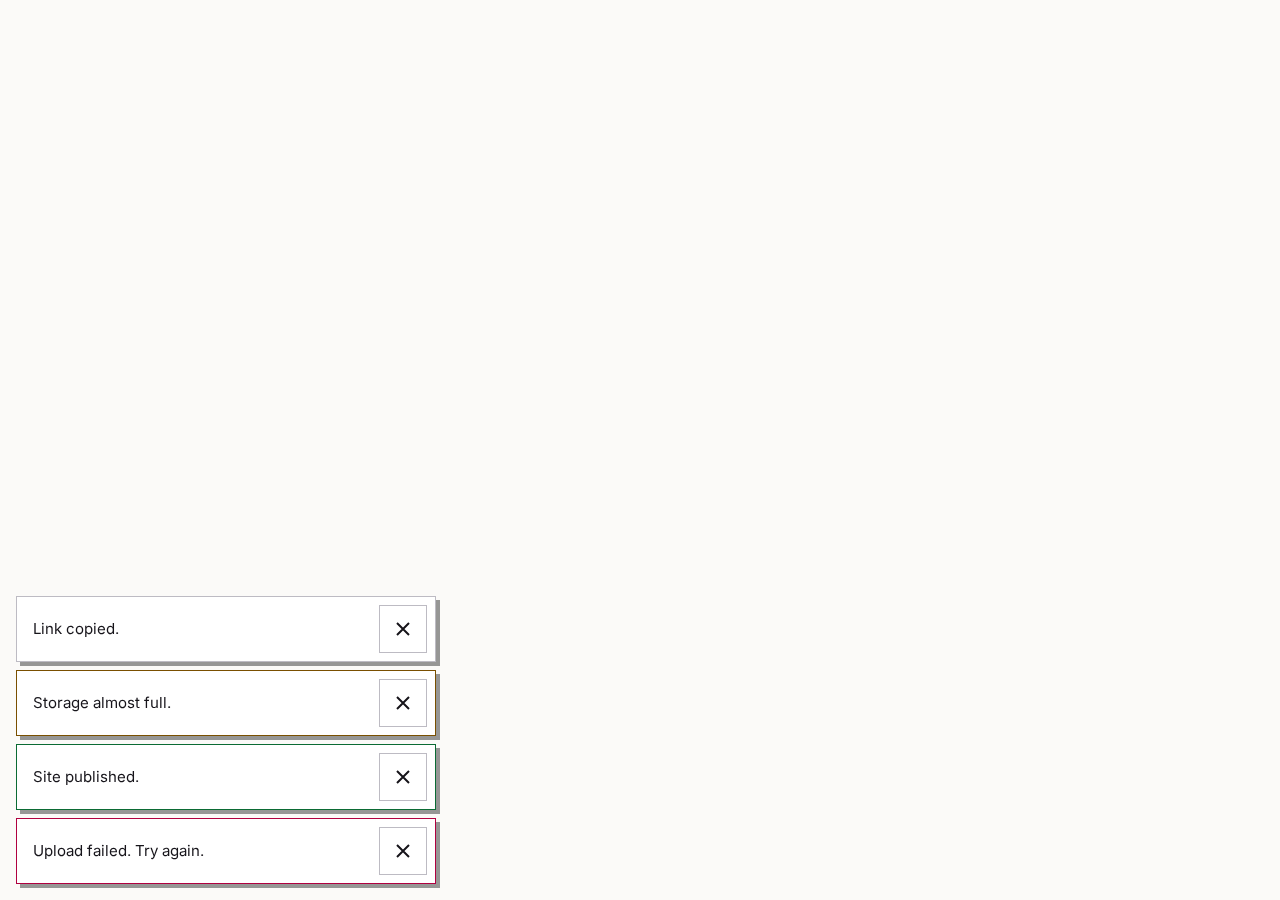 Link copied.
Storage almost full.
Site published.
Upload failed. Try again.